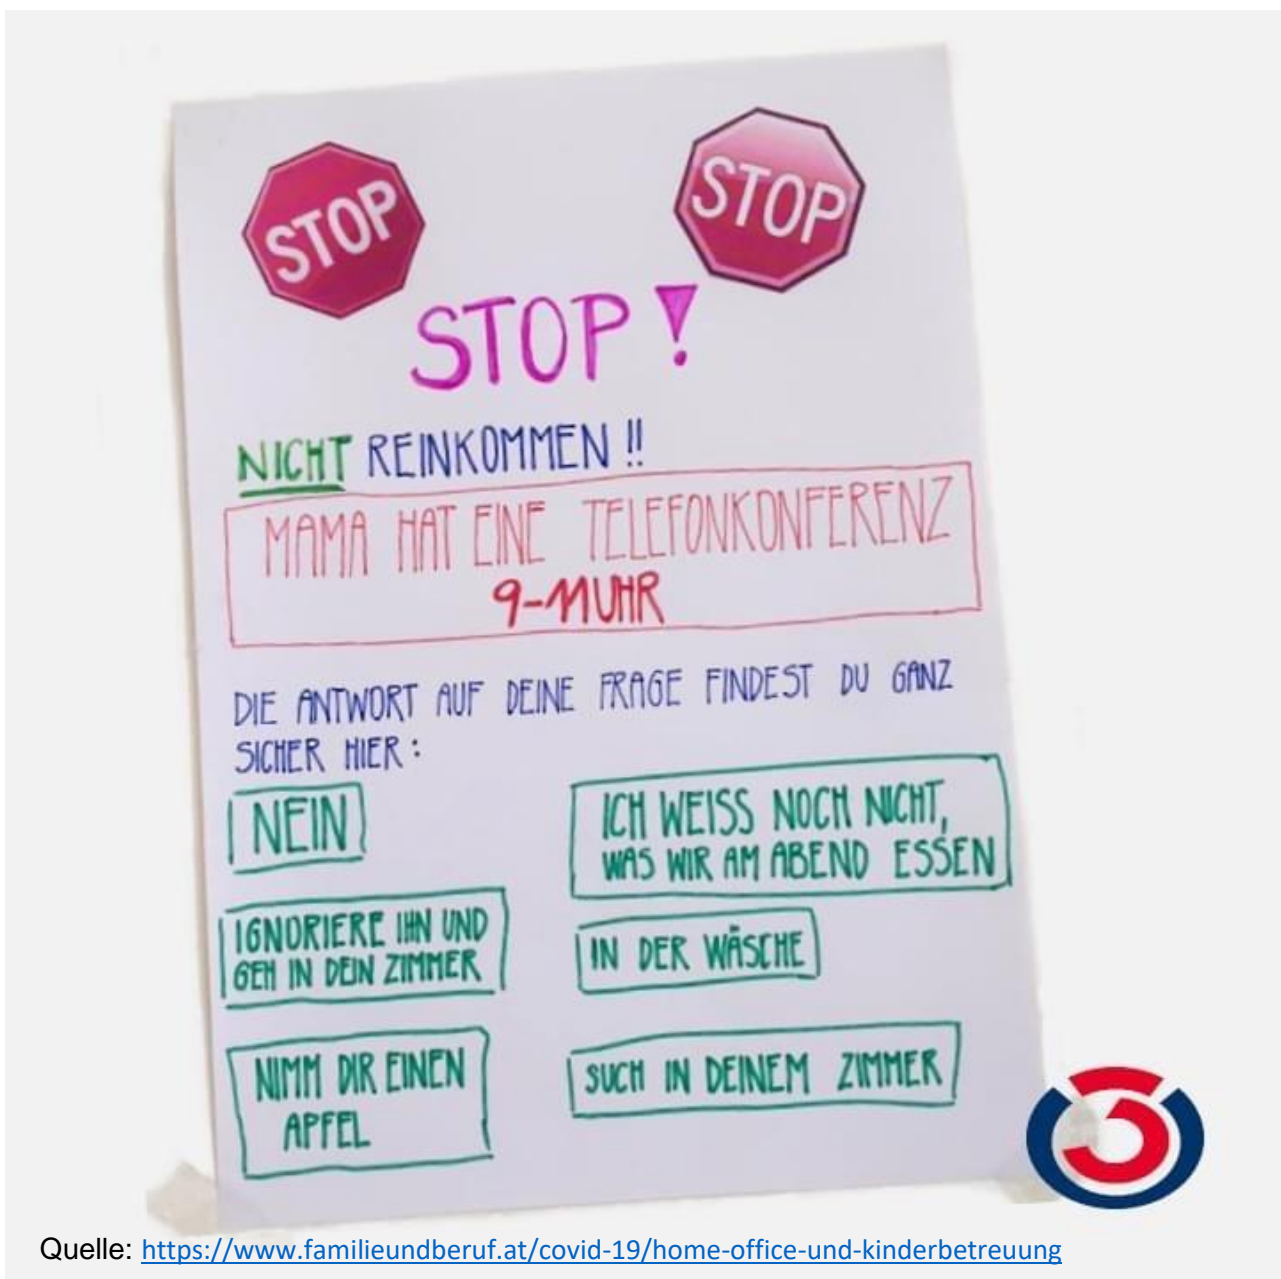 STOP
STOP
STOP!
NICHT REINKOMMEN!!
MAMA HAT EINE TELEFONKONFERENZ
9-11 UHR
DIE ANTWORT AUF DEINE FRAGE FINDEST DU GANZ
SICHER HIER:
NEIN
ICH WEISS NOCH NICHT,
WAS WIR AM ABEND ESSEN
IGNORIERE IHN UND
GEH IN DEIN ZIMMER
IN DER WÄSCHE
NIMM DIR EINEN
APFEL
SUCH IN DEINEM ZIMMER
3
Quelle: https://www.familieundberuf.at/covid-19/home-office-und-kinderbetreuung